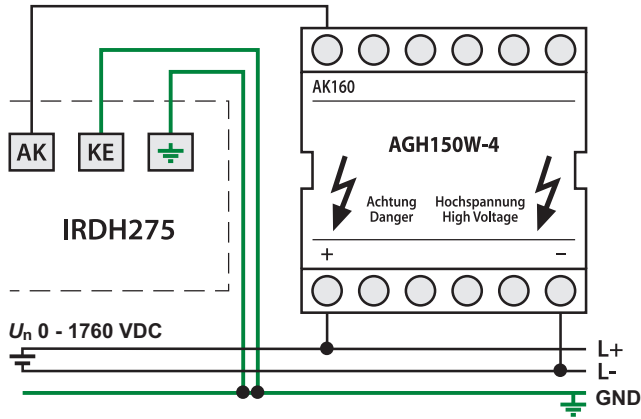 AK160
AGH150W-4
AK KE
Achtung Hochspannung
Danger High Voltage
IRDH275
+ −
Un 0 - 1760 VDC
L+
L-
GND